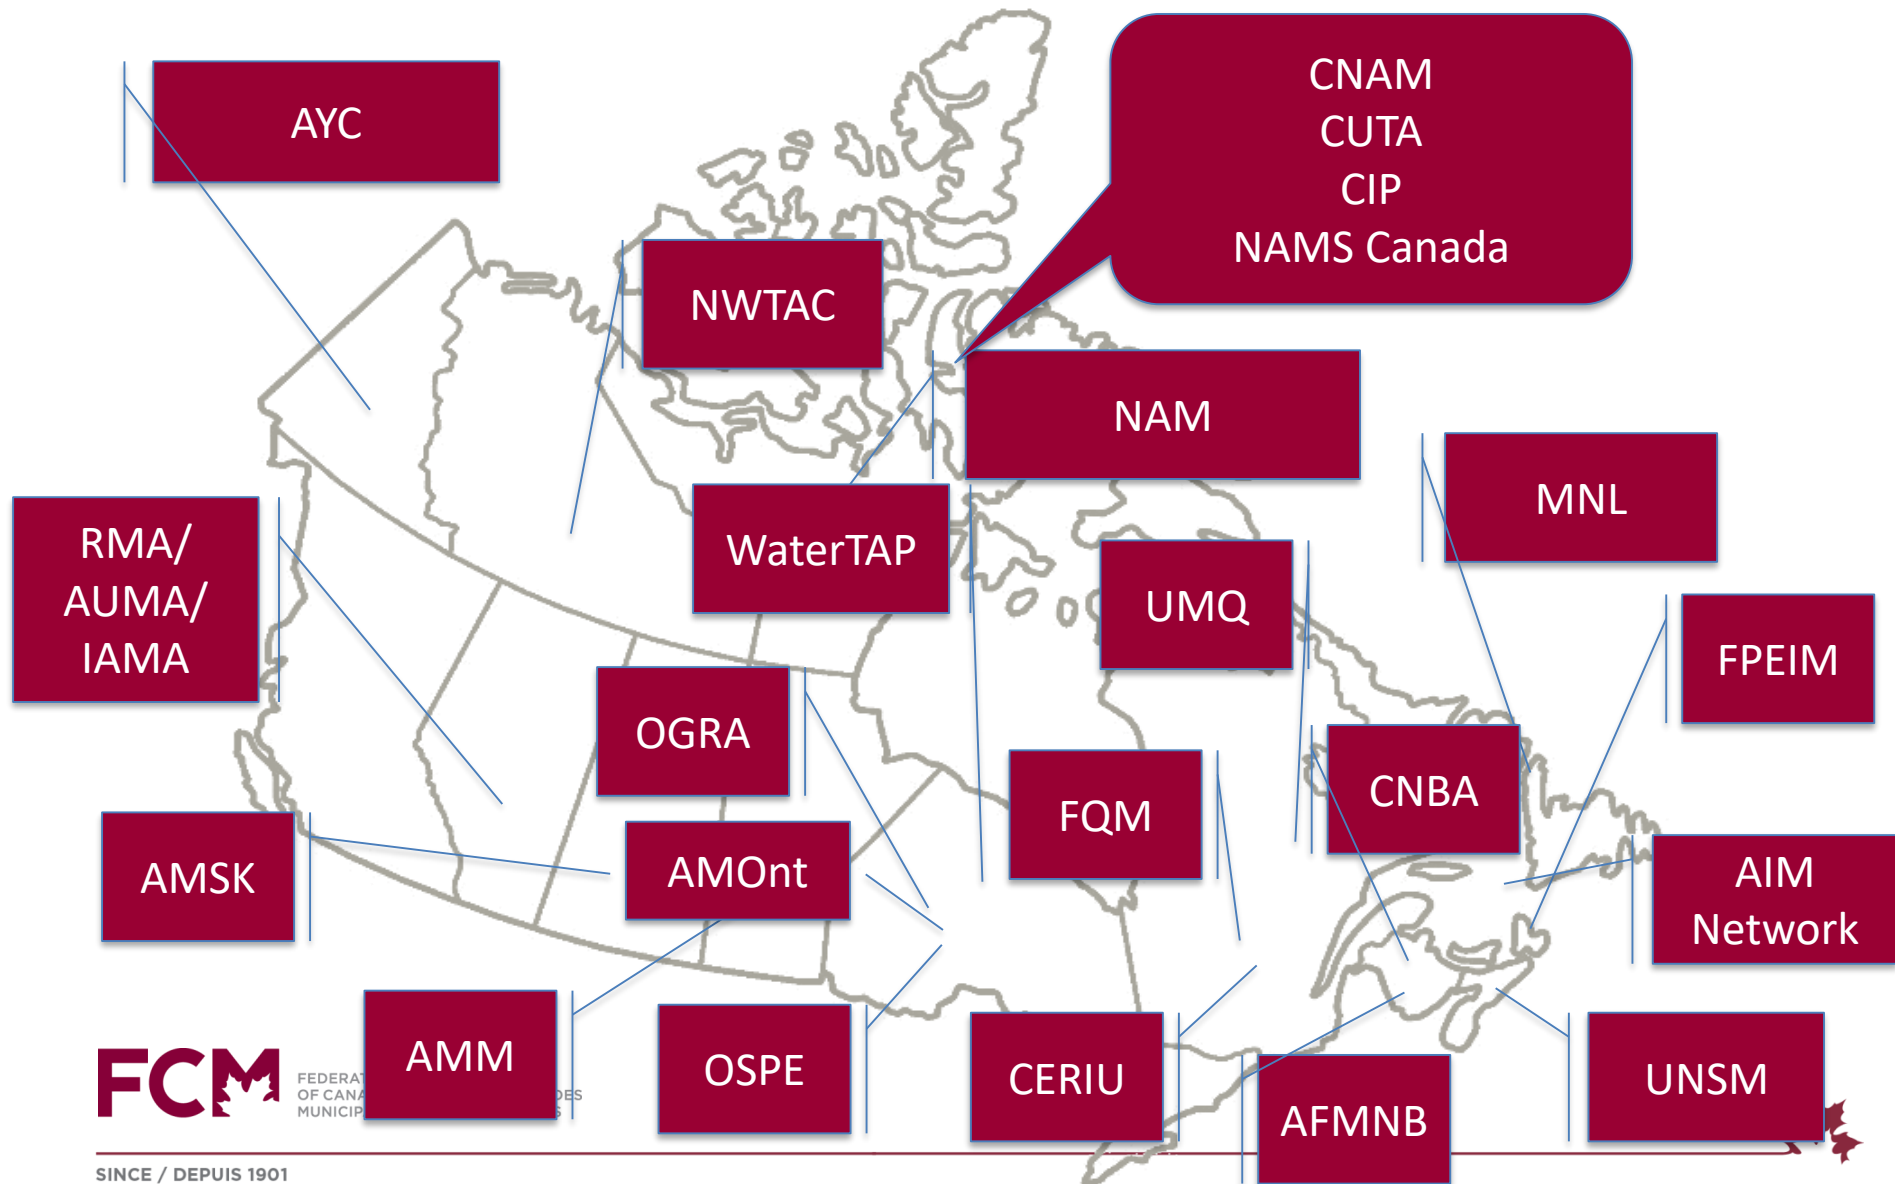 CNAM
CUTA
CIP
NAMS Canada
AYC
NWTAC
NAM
MNL
RMA/
AUMA/
IAMA
WaterTAP
UMQ
FPEIM
OGRA
CNBA
FQM
AMSK
AMOnt
AIM
Network
AMM
OSPE
CERIU
AFMNB
UNSM
FCM
OF
SINCE / DEPUIS 1901